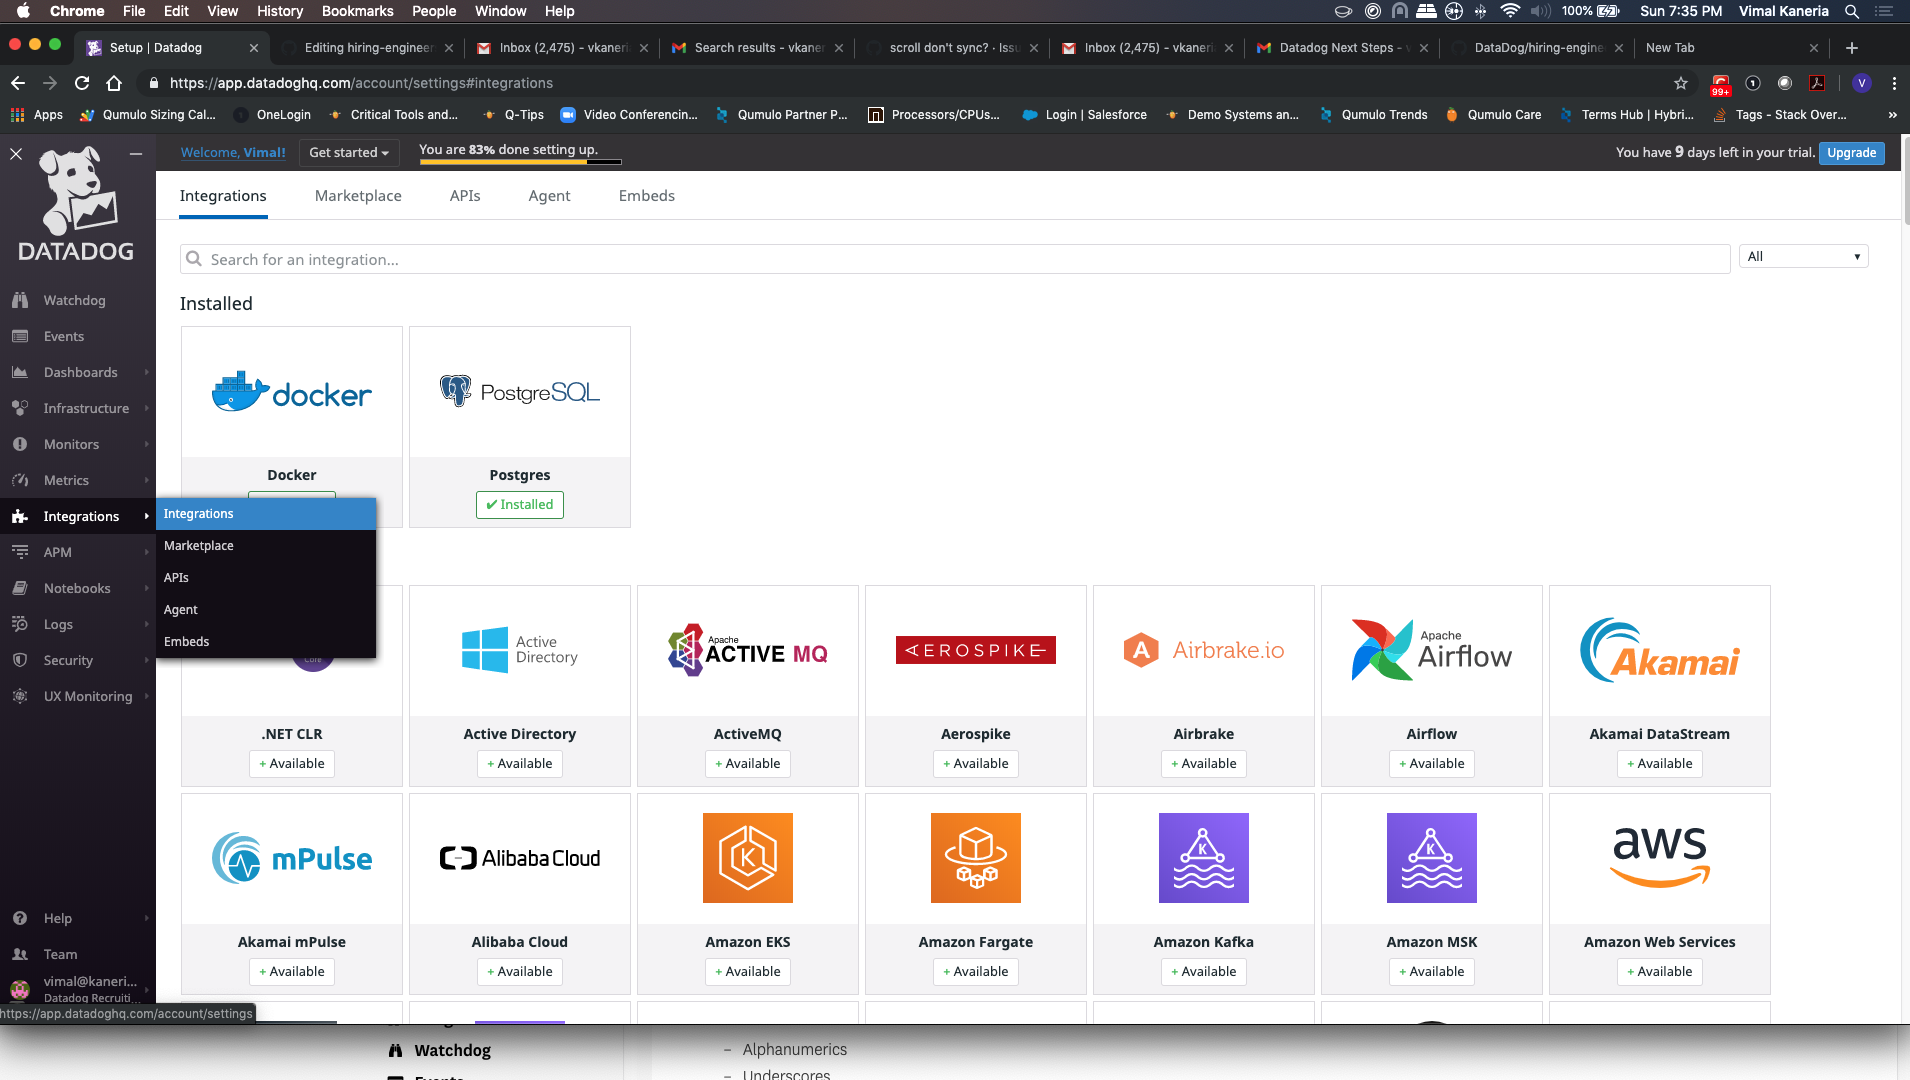 Chrome File Edit View History Bookmarks People Window Help 100% Sun 7:35 PM Vimal Kaneria
Setup | Datadog Editing hiring-engineer Inbox (2,475) - vkaneri Search results - vkaner scroll don't sync? · Issu Inbox (2,475) - vkaneri Datadog Next Steps - v DataDog/hiring-engine New Tab
https://app.datadoghq.com/account/settings#integrations
99+
V
Apps Qumulo Sizing Cal... OneLogin Critical Tools and... Q-Tips Video Conferencin... Qumulo Partner P... Processors/CPUs... Login | Salesforce Demo Systems an... Qumulo Trends Qumulo Care Terms Hub | Hybri... Tags - Stack Over... »
Welcome, Vimal! Get started You are 83% done setting up. You have 9 days left in your trial. Upgrade
DATADOG
Watchdog
Events
Dashboards
Infrastructure
Monitors
Metrics
Integrations
APM
Notebooks
Logs
Security
UX Monitoring
Help
Team
vimal@kaneri...
Datadog Recruiti...
https://app.datadoghq.com/account/settings
Integrations
Marketplace
APIs
Agent
Embeds
Integrations Marketplace APIs Agent Embeds
Search for an integration... All
Installed
docker PostgreSQL
Docker Postgres
✔ Installed
Core Active Directory Apache ACTIVE MQ AEROSPIKE Airbrake.io Apache Airflow Akamai
.NET CLR Active Directory ActiveMQ Aerospike Airbrake Airflow Akamai DataStream
+ Available + Available + Available + Available + Available + Available + Available
mPulse Alibaba Cloud K K K aws
Akamai mPulse Alibaba Cloud Amazon EKS Amazon Fargate Amazon Kafka Amazon MSK Amazon Web Services
+ Available + Available + Available + Available + Available + Available + Available
Watchdog
Events
– Alphanumerics
– Underscores